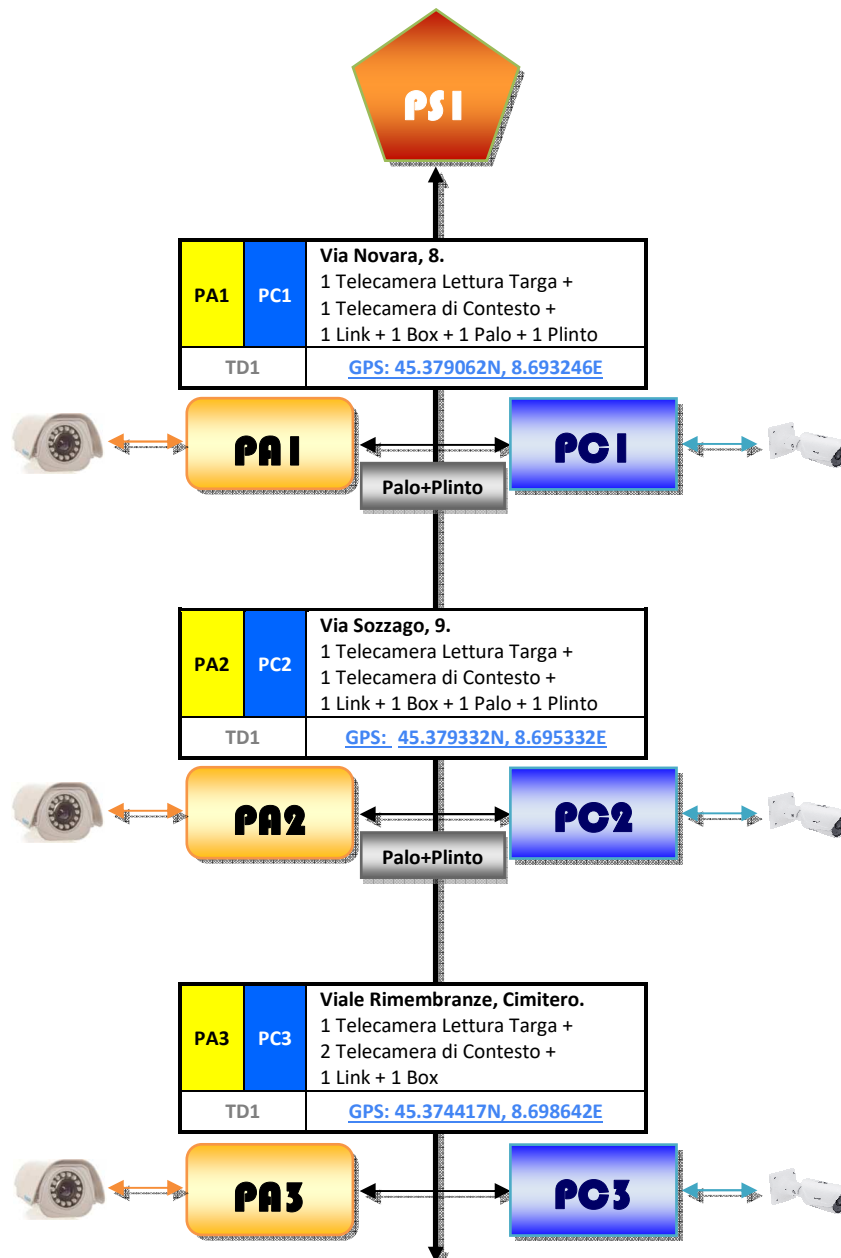 PS1
PA1 PC1
Via Novara, 8.
1 Telecamera Lettura Targa +
1 Telecamera di Contesto +
1 Link + 1 Box + 1 Palo + 1 Plinto
TD1 GPS: 45.379062N, 8.693246E
PA1 PC1
Palo+Plinto
PA2 PC2
Via Sozzago, 9.
1 Telecamera Lettura Targa +
1 Telecamera di Contesto +
1 Link + 1 Box + 1 Palo + 1 Plinto
TD1 GPS: 45.379332N, 8.695332E
PA2 PC2
Palo+Plinto
PA3 PC3
Viale Rimembranze, Cimitero.
1 Telecamera Lettura Targa +
2 Telecamera di Contesto +
1 Link + 1 Box
TD1 GPS: 45.374417N, 8.698642E
PA3 PC3